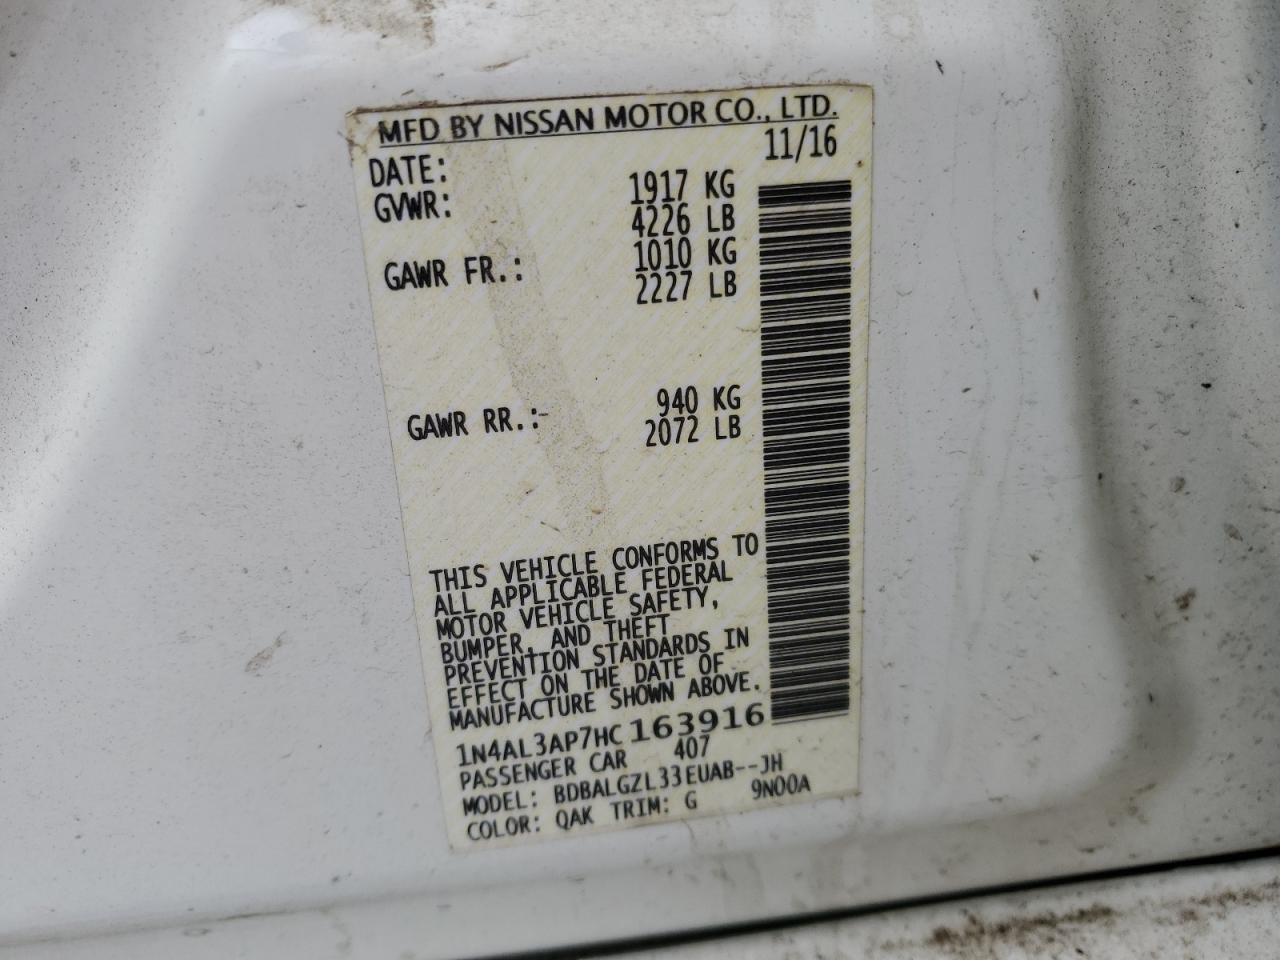 MFD BY NISSAN MOTOR CO., LTD.
DATE: 11/16
GVWR: 1917 KG
4226 LB
GAWR FR.: 1010 KG
2227 LB
GAWR RR.: 940 KG
2072 LB
THIS VEHICLE CONFORMS TO
ALL APPLICABLE FEDERAL
MOTOR VEHICLE SAFETY,
BUMPER, AND THEFT
PREVENTION STANDARDS IN
EFFECT ON THE DATE OF
MANUFACTURE SHOWN ABOVE.
1N4AL3AP7HC 163916
PASSENGER CAR 407
MODEL: BDBALGZL33EUAB--JH
COLOR: QAK TRIM: G 9N00A